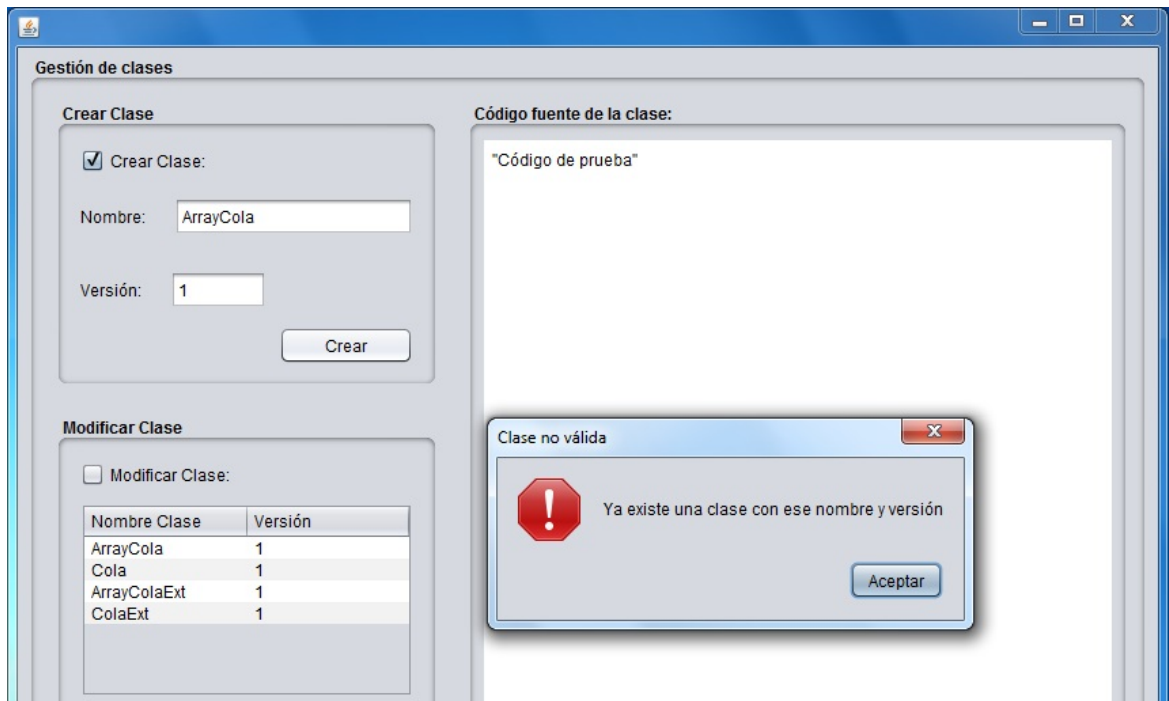 Gestión de clases
Crear Clase
Crear Clase:
Nombre: ArrayCola
Versión: 1
Crear
Modificar Clase
Modificar Clase:
Nombre Clase Versión
ArrayCola 1
Cola 1
ArrayColaExt 1
ColaExt 1
Código fuente de la clase:
"Código de prueba"
Clase no válida
Ya existe una clase con ese nombre y versión
Aceptar